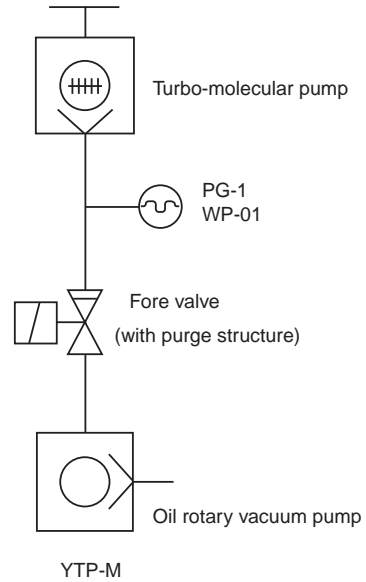 Turbo-molecular pump
PG-1
WP-01
Fore valve
(with purge structure)
Oil rotary vacuum pump
YTP-M